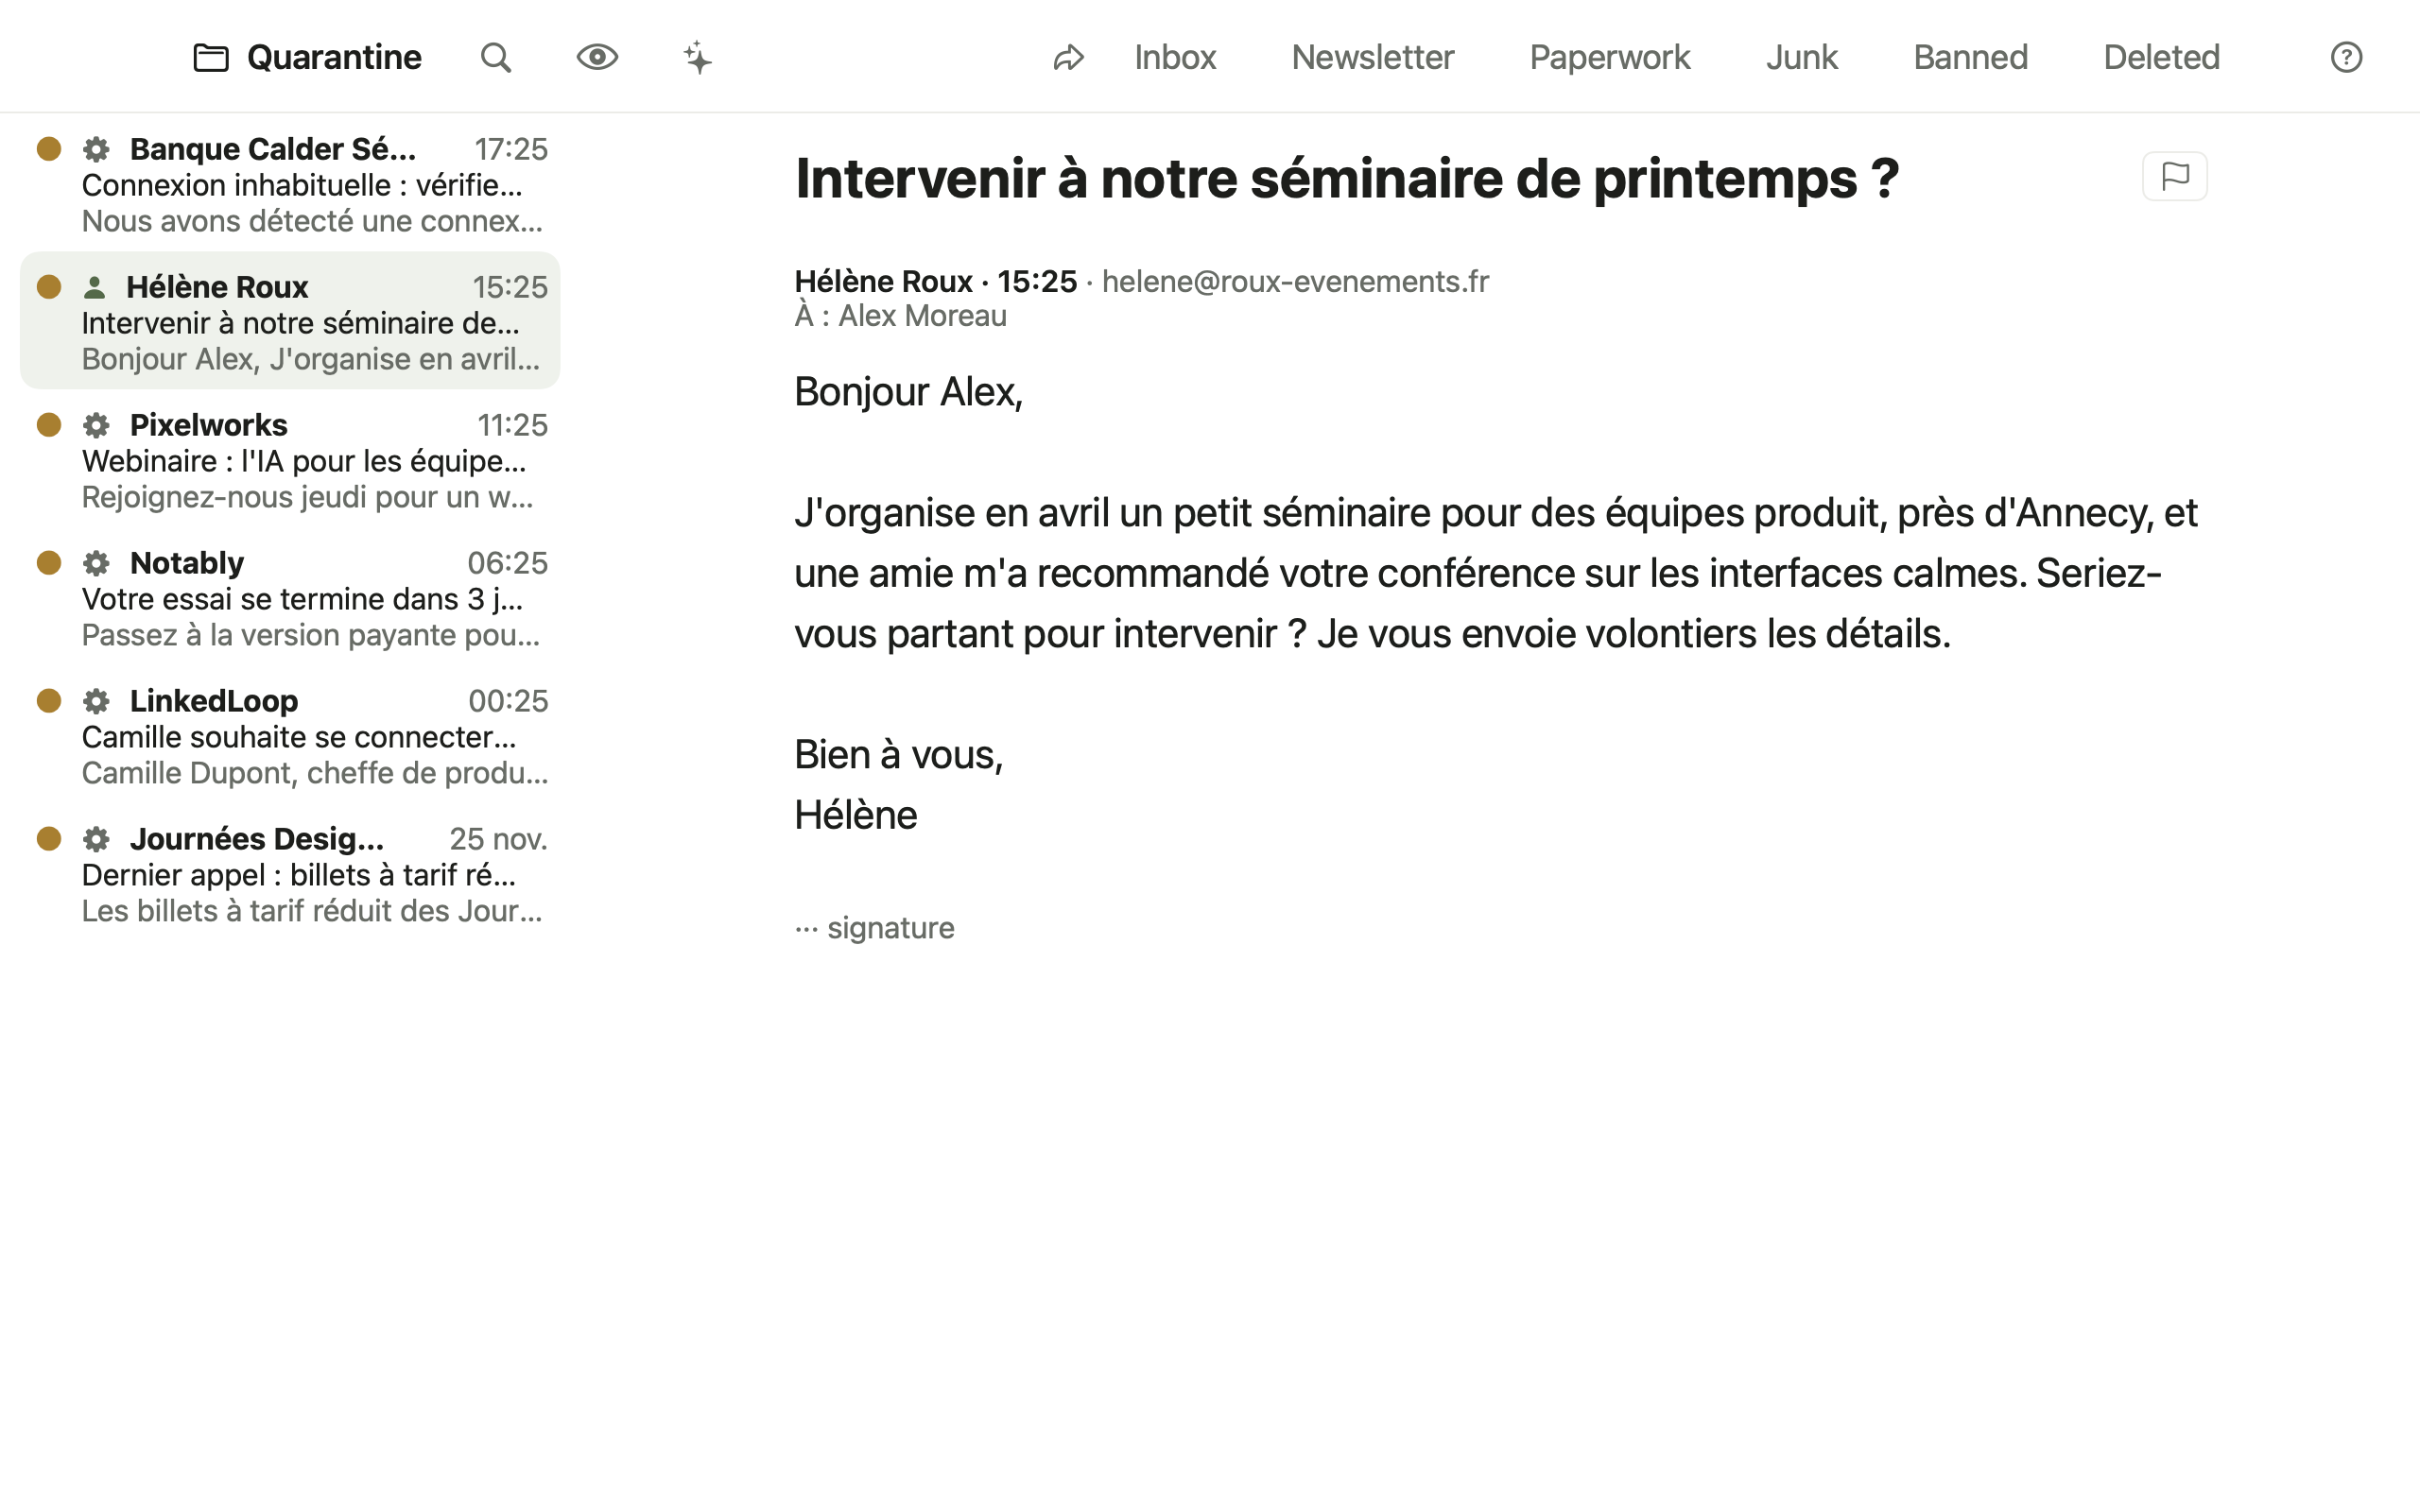 Quarantine
Inbox Newsletter Paperwork Junk Banned Deleted
Banque Calder Sé... 17:25
Connexion inhabituelle : vérifie...
Nous avons détecté une connex...
Hélène Roux 15:25
Intervenir à notre séminaire de...
Bonjour Alex, J'organise en avril...
Pixelworks 11:25
Webinaire : l'IA pour les équipe...
Rejoignez-nous jeudi pour un w...
Notably 06:25
Votre essai se termine dans 3 j...
Passez à la version payante pou...
LinkedLoop 00:25
Camille souhaite se connecter...
Camille Dupont, cheffe de produ...
Journées Desig... 25 nov.
Dernier appel : billets à tarif ré...
Les billets à tarif réduit des Jour...
Intervenir à notre séminaire de printemps ?
Hélène Roux · 15:25 · helene@roux-evenements.fr
À : Alex Moreau
Bonjour Alex,
J'organise en avril un petit séminaire pour des équipes produit, près d'Annecy, et
une amie m'a recommandé votre conférence sur les interfaces calmes. Seriez-
vous partant pour intervenir ? Je vous envoie volontiers les détails.
Bien à vous,
Hélène
··· signature